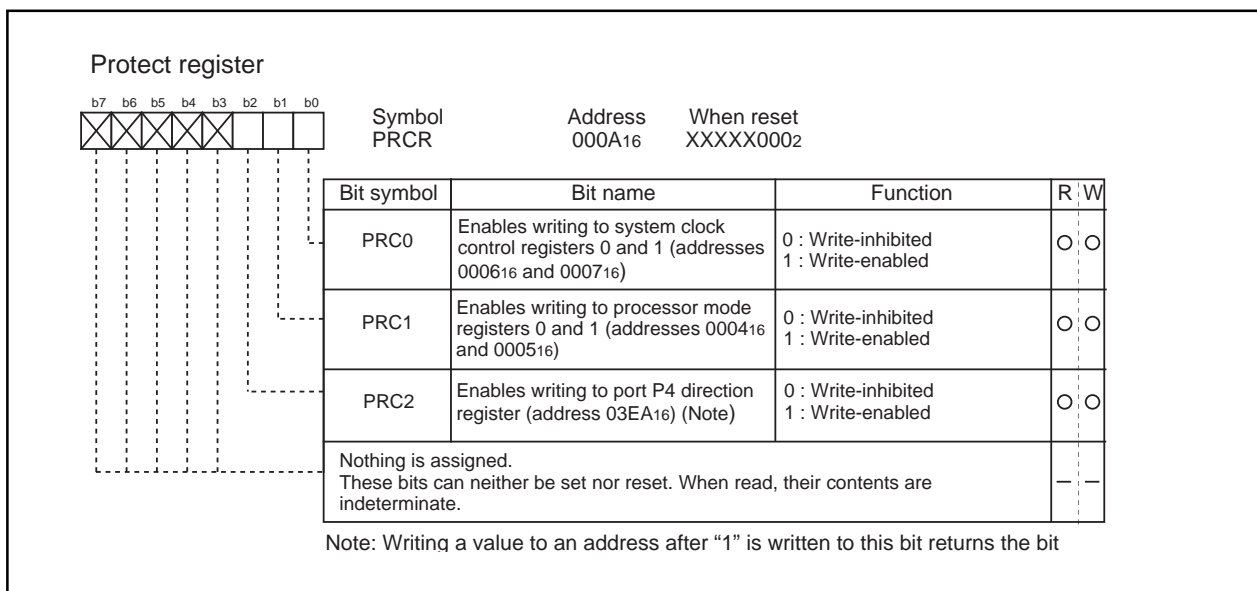 Protect register
b7 b6 b5 b4 b3 b2 b1 b0
Symbol Address When reset
PRCR 000A16 XXXXX0002
Bit symbol Bit name Function R W
PRC0 Enables writing to system clock control registers 0 and 1 (addresses 000616 and 000716) 0 : Write-inhibited 1 : Write-enabled O O
PRC1 Enables writing to processor mode registers 0 and 1 (addresses 000416 and 000516) 0 : Write-inhibited 1 : Write-enabled O O
PRC2 Enables writing to port P4 direction register (address 03EA16) (Note) 0 : Write-inhibited 1 : Write-enabled O O
Nothing is assigned.
These bits can neither be set nor reset. When read, their contents are
indeterminate. – –
Note: Writing a value to an address after “1” is written to this bit returns the bit